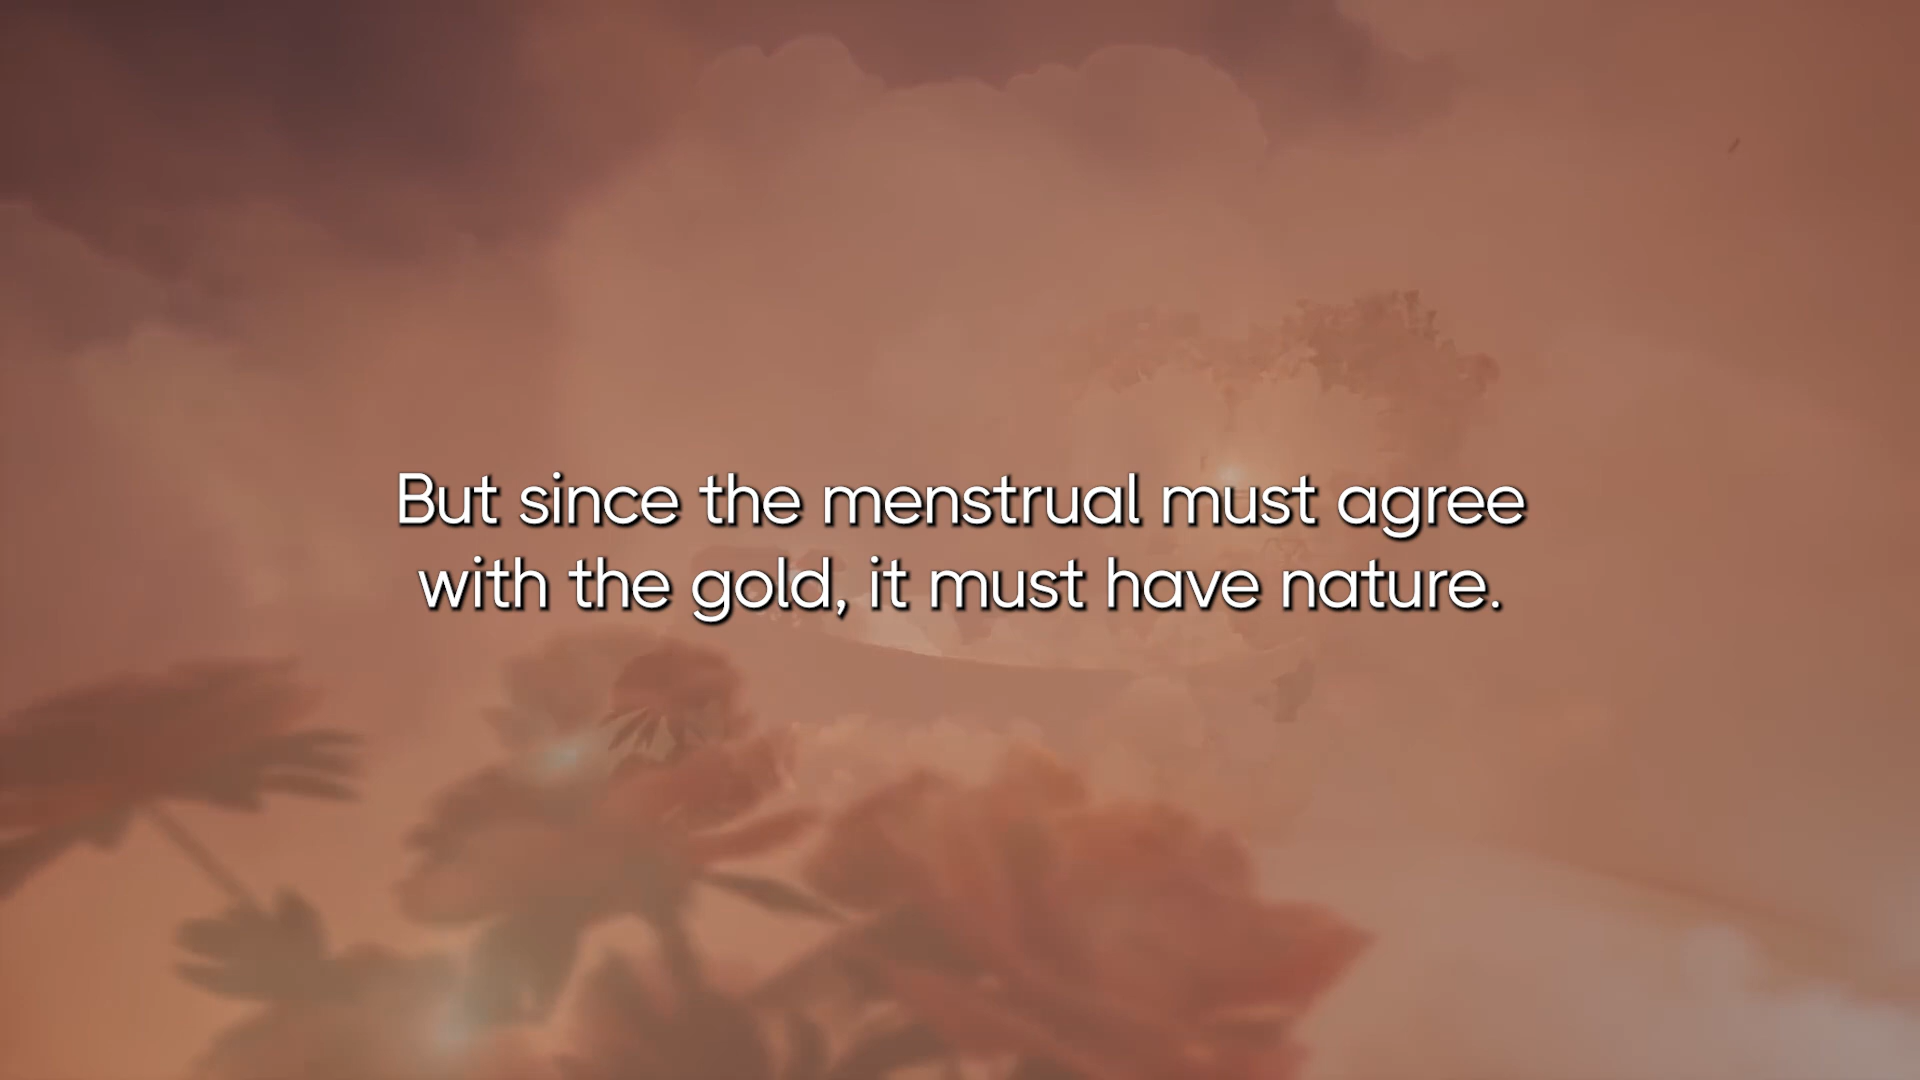 But since the menstrual must agree
with the gold, it must have nature.